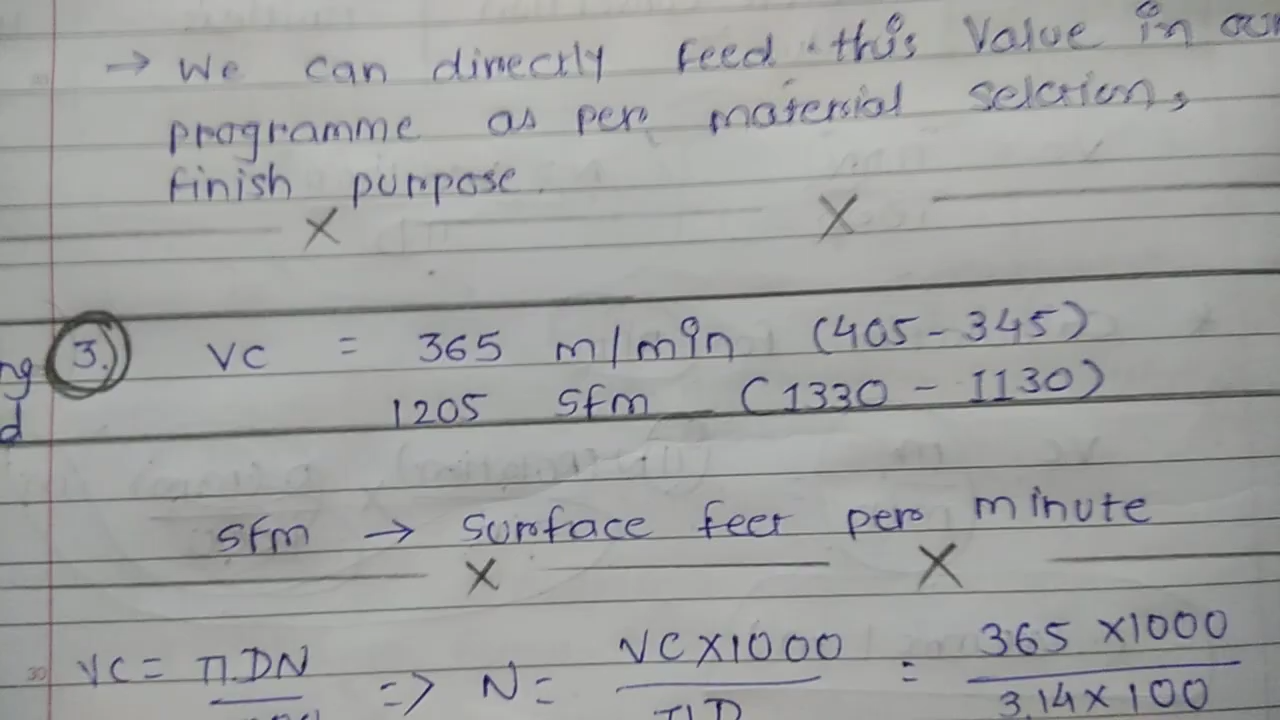 → We can directly feed this Value in our
programme as per material selction,
finish purpose.
X X
ng
d
3. VC = 365 m/min (405-345)
1205 Sfm (1330 - 1130)
Sfm → Surface feet per minute
X X
VC = π.DN => N = VC×1000 = 365 ×1000
πD 3.14×100